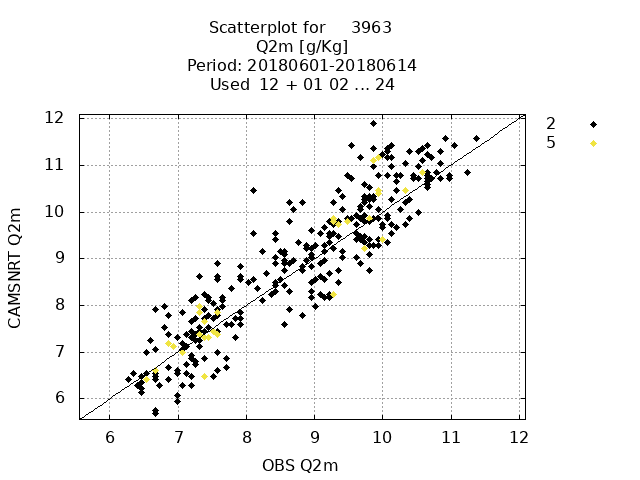 Scatterplot for 3963
Q2m [g/Kg]
Period: 20180601-20180614
Used 12 + 01 02 ... 24
2
5
12
11
10
9
8
7
6
CAMSNRT Q2m
6 7 8 9 10 11 12
OBS Q2m